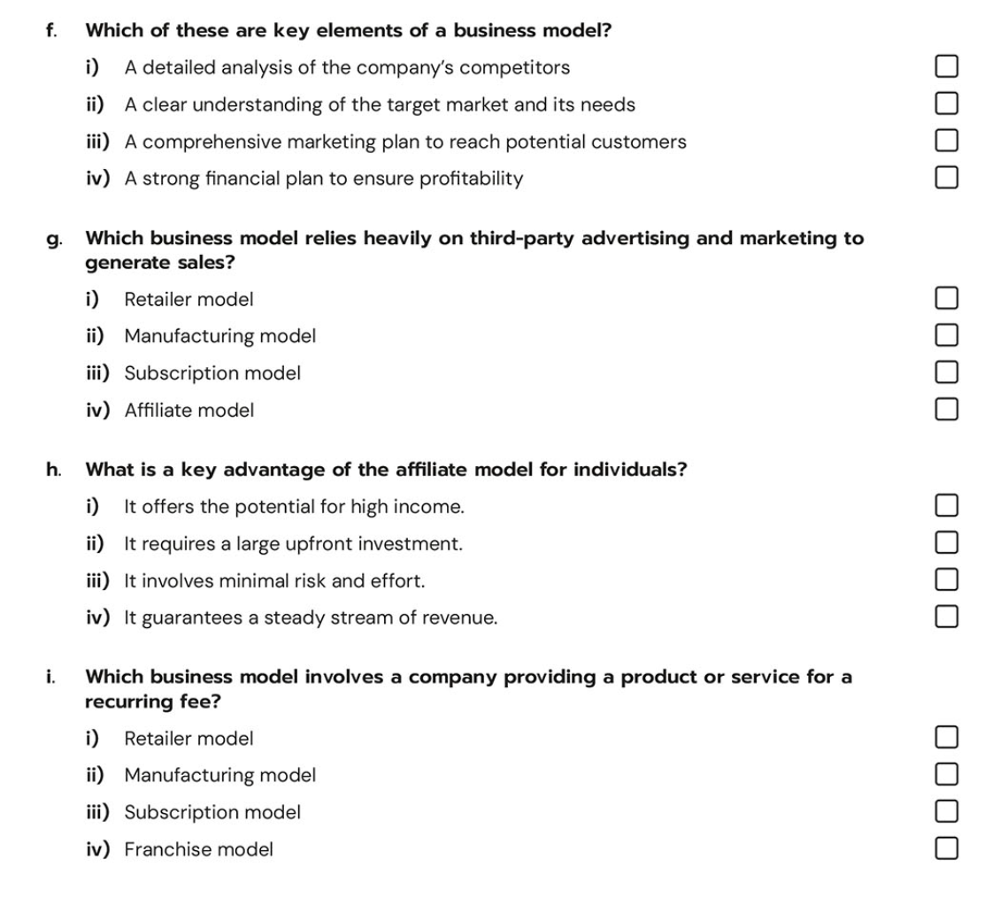 f. Which of these are key elements of a business model?
i) A detailed analysis of the company's competitors
ii) A clear understanding of the target market and its needs
iii) A comprehensive marketing plan to reach potential customers
iv) A strong financial plan to ensure profitability
g. Which business model relies heavily on third-party advertising and marketing to
generate sales?
i) Retailer model
ii) Manufacturing model
iii) Subscription model
iv) Affiliate model
h. What is a key advantage of the affiliate model for individuals?
i) It offers the potential for high income.
ii) It requires a large upfront investment.
iii) It involves minimal risk and effort.
iv) It guarantees a steady stream of revenue.
i. Which business model involves a company providing a product or service for a
recurring fee?
i) Retailer model
ii) Manufacturing model
iii) Subscription model
iv) Franchise model